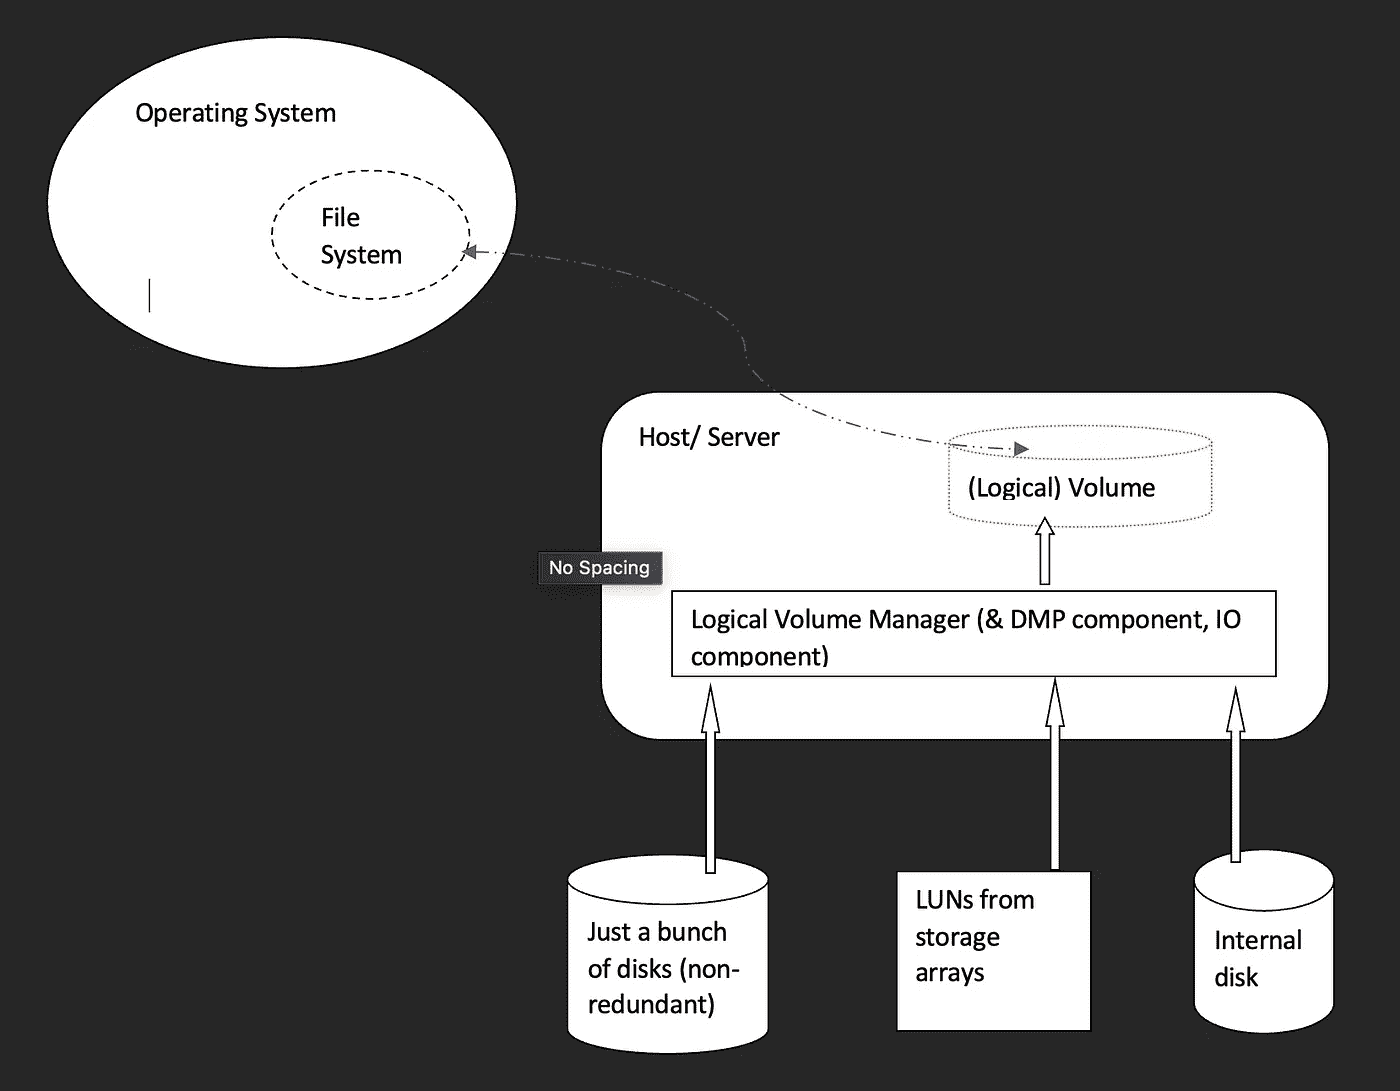 Operating System
File
System
Host/ Server
(Logical) Volume
No Spacing
Logical Volume Manager (& DMP component, IO
component)
Just a bunch
of disks (non-
redundant)
LUNs from
storage
arrays
Internal
disk